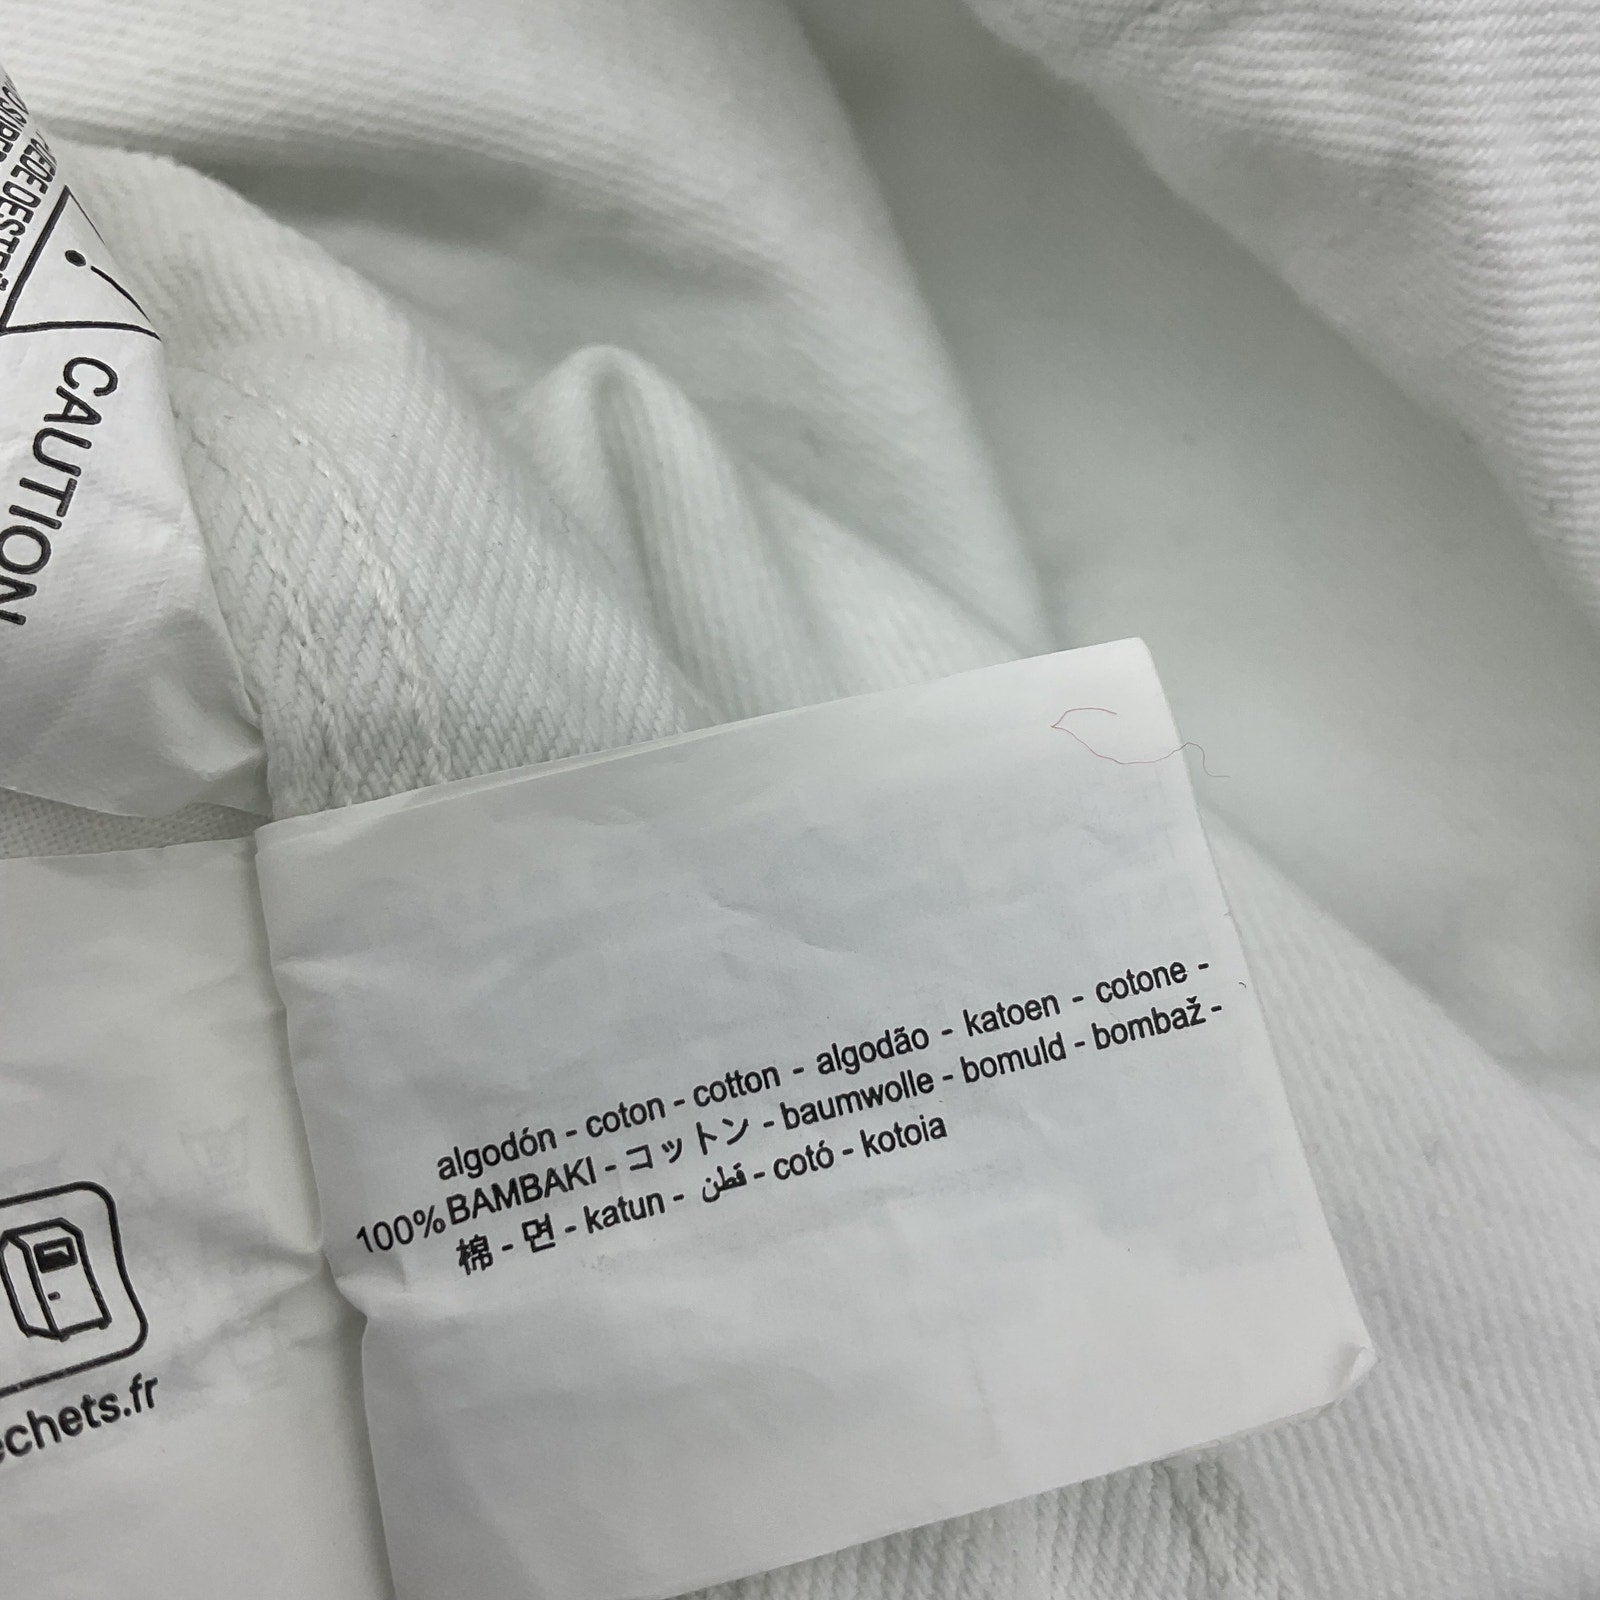 CAUTION
algodón - coton - cotton - algodão - katoen - cotone -
100% BAMBAKI - コットン - baumwolle - bomuld - bombaž -
棉 - 면 - katun - قطن - cotó - kotoia
echets.fr